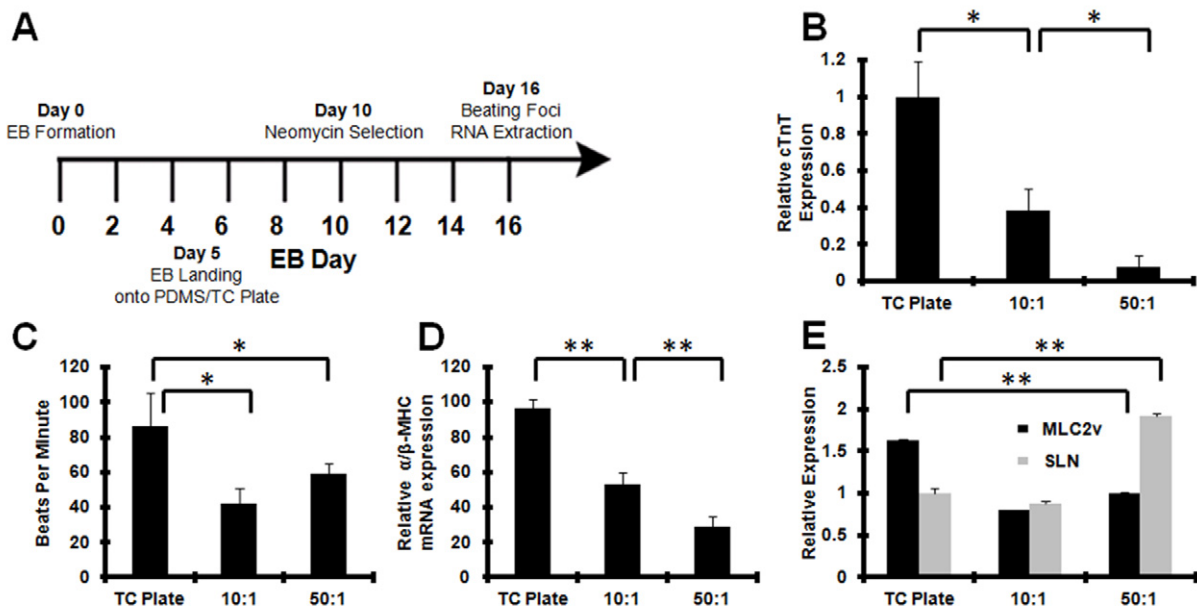 A
Day 0
EB Formation
Day 10
Neomycin Selection
Day 16
Beating Foci
RNA Extraction
0 2 4 6 8 10 12 14 16
Day 5
EB Landing
onto PDMS/TC Plate
EB Day
B
* *
Relative cTnT
Expression
1.2
1
0.8
0.6
0.4
0.2
0
TC Plate 10:1 50:1
C
*
*
Beats Per Minute
120
100
80
60
40
20
0
TC Plate 10:1 50:1
D
** **
Relative α/β-MHC
mRNA expression
120
100
80
60
40
20
0
TC Plate 10:1 50:1
E
**
**
Relative Expression
2.5
2
1.5
1
0.5
0
MLC2v
SLN
TC Plate 10:1 50:1